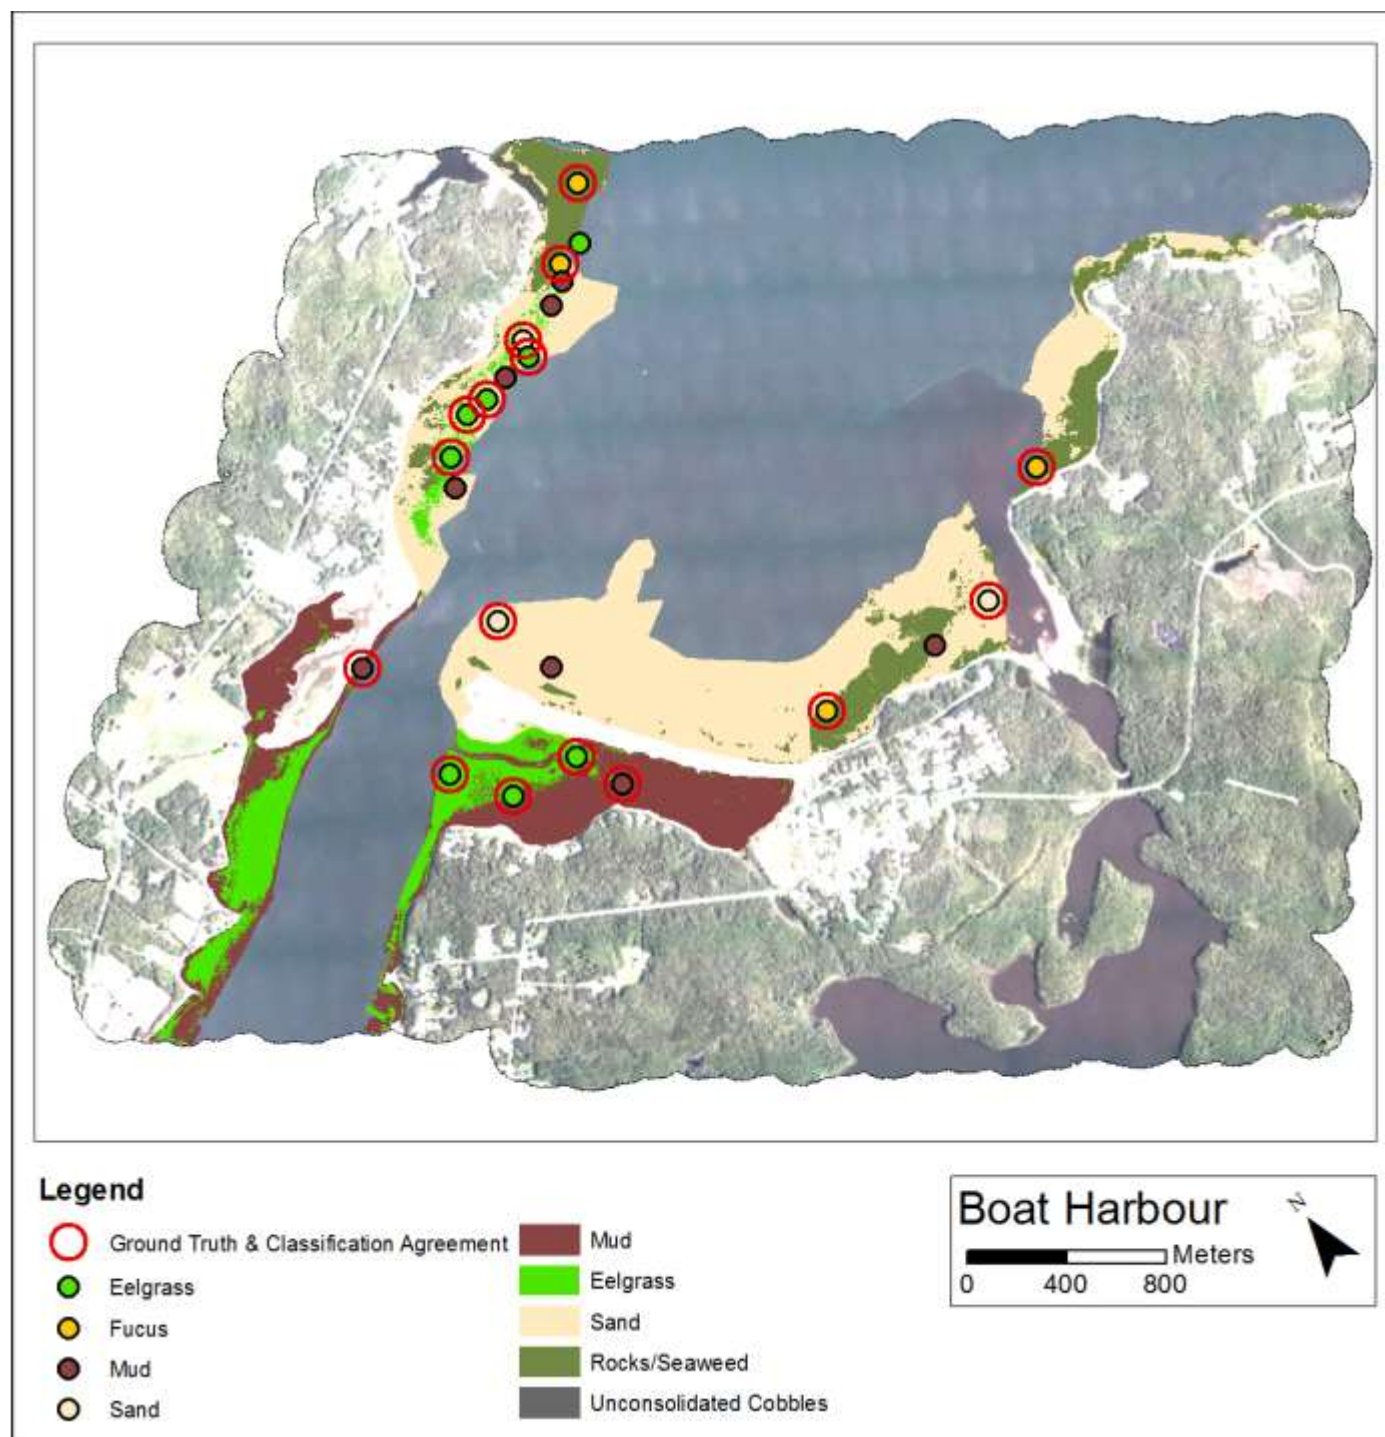 Legend
Ground Truth & Classification Agreement
Eelgrass
Fucus
Mud
Sand
Mud
Eelgrass
Sand
Rocks/Seaweed
Unconsolidated Cobbles
Boat Harbour
N
Meters
0 400 800